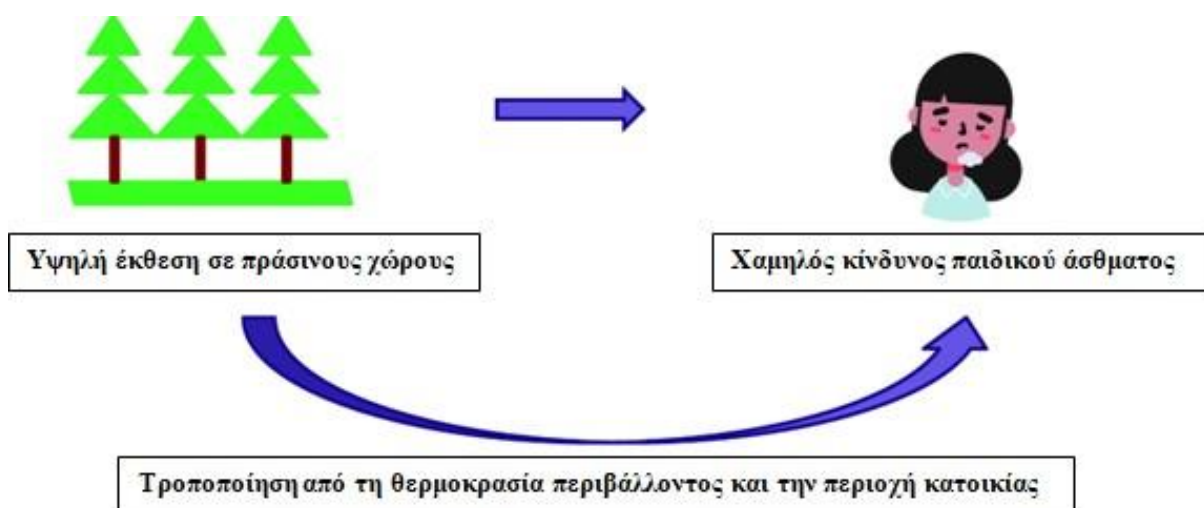 Υψηλή έκθεση σε πράσινους χώρους
Χαμηλός κίνδυνος παιδικού άσθματος
Τροποποίηση από τη θερμοκρασία περιβάλλοντος και την περιοχή κατοικίας